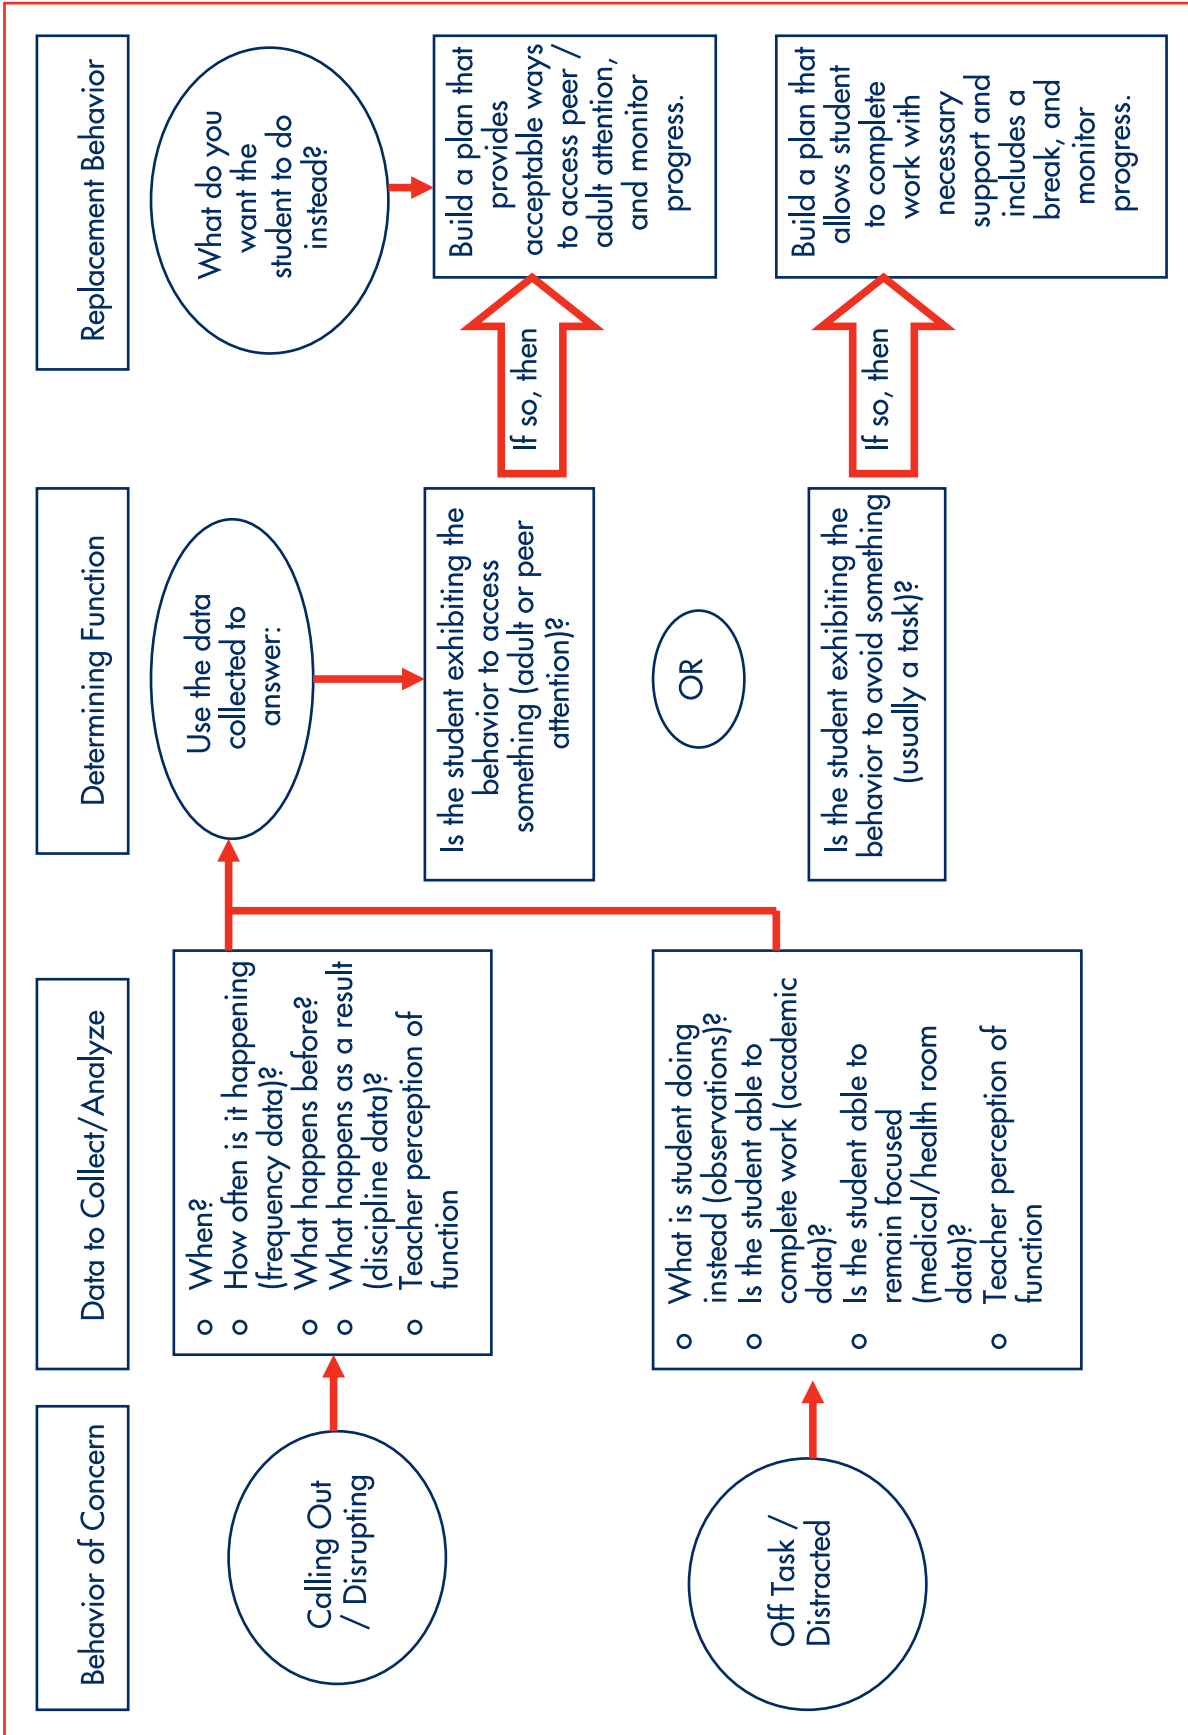 Behavior of Concern
Data to Collect/Analyze
Determining Function
Replacement Behavior
Calling Out
/ Disrupting
o When?
o How often is it happening
(frequency data)?
o What happens before?
o What happens as a result
(discipline data)?
o Teacher perception of
function
Use the data
collected to
answer:
What do you
want the
student to do
instead?
Is the student exhibiting the
behavior to access
something (adult or peer
attention)?
If so, then
Build a plan that
provides
acceptable ways
to access peer /
adult attention,
and monitor
progress.
OR
Off Task /
Distracted
o What is student doing
instead (observations)?
o Is the student able to
complete work (academic
data)?
o Is the student able to
remain focused
(medical/health room
data)?
o Teacher perception of
function
Is the student exhibiting the
behavior to avoid something
(usually a task)?
If so, then
Build a plan that
allows student
to complete
work with
necessary
support and
includes a
break, and
monitor
progress.